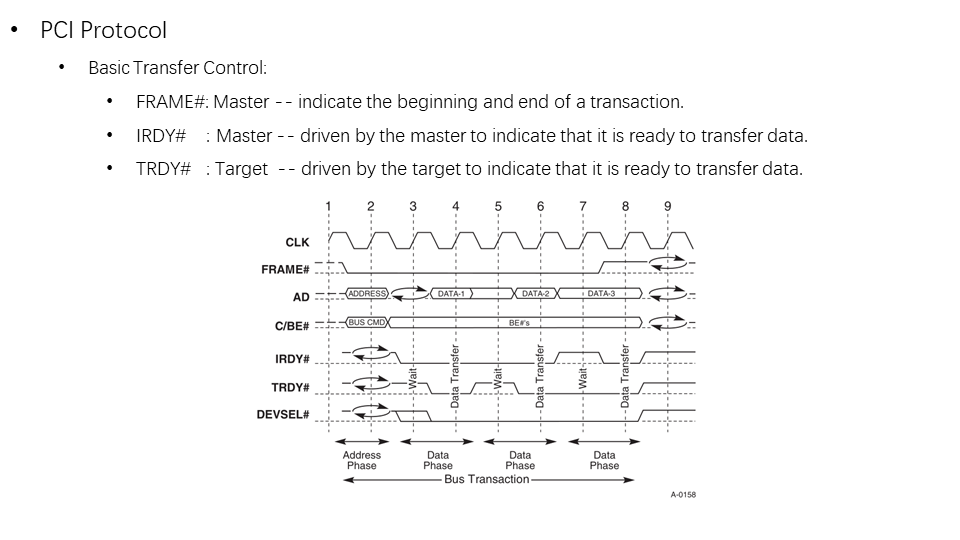 • PCI Protocol
• Basic Transfer Control:
• FRAME#: Master -- indicate the beginning and end of a transaction.
• IRDY# : Master -- driven by the master to indicate that it is ready to transfer data.
• TRDY# : Target -- driven by the target to indicate that it is ready to transfer data.
1 2 3 4 5 6 7 8 9
CLK
FRAME#
AD ADDRESS DATA-1 DATA-2 DATA-3
C/BE# BUS CMD BE#'s
IRDY#
TRDY#
Wait Data Transfer Wait Data Transfer Wait Data Transfer
DEVSEL#
Address Data Data Data
Phase Phase Phase Phase
Bus Transaction
A-0158